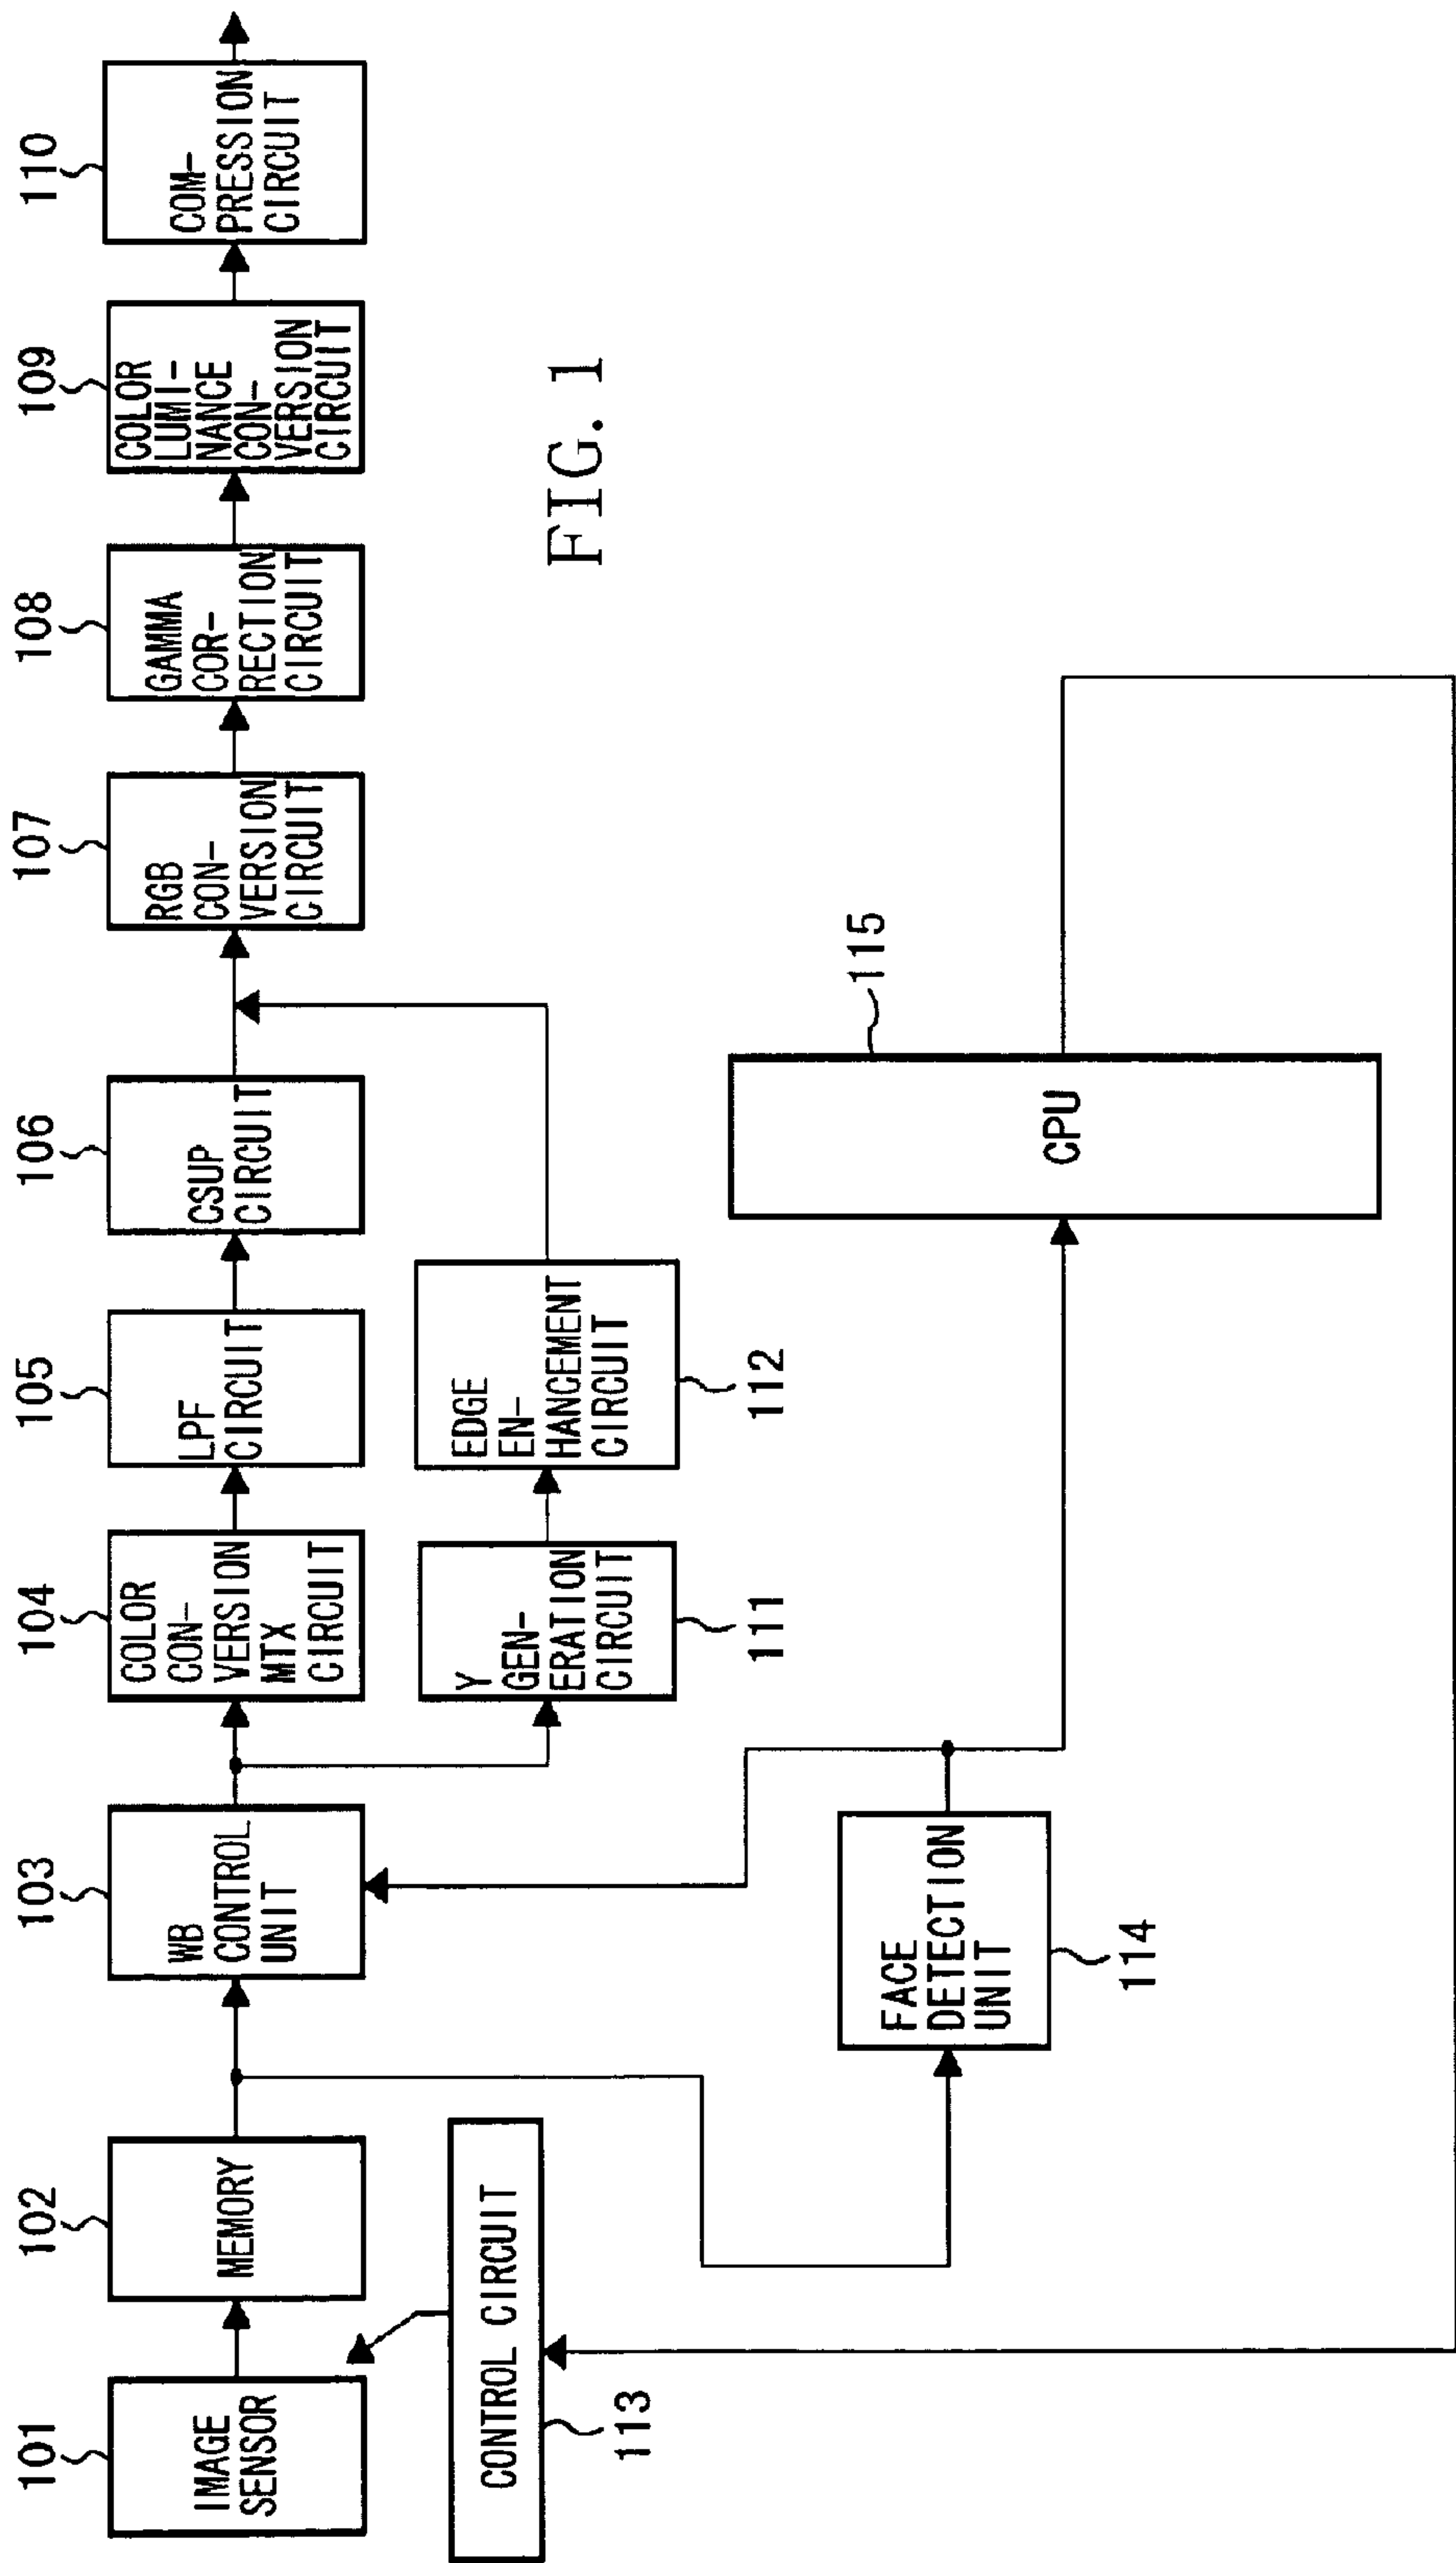 101
IMAGE
SENSOR
102
MEMORY
103
WB
CONTROL
UNIT
104
COLOR
CON-
VERSION
MTX
CIRCUIT
105
LPF
CIRCUIT
106
CSUP
CIRCUIT
107
RGB
CON-
VERSION
CIRCUIT
108
GAMMA
COR-
RECTION
CIRCUIT
109
COLOR
LUMI-
NANCE
CON-
VERSION
CIRCUIT
110
COM-
PRESSION
CIRCUIT
Y
GEN-
ERATION
CIRCUIT
111
EDGE
EN-
HANCEMENT
CIRCUIT
112
CONTROL CIRCUIT
113
FACE
DETECTION
UNIT
114
115
CPU
FIG. 1